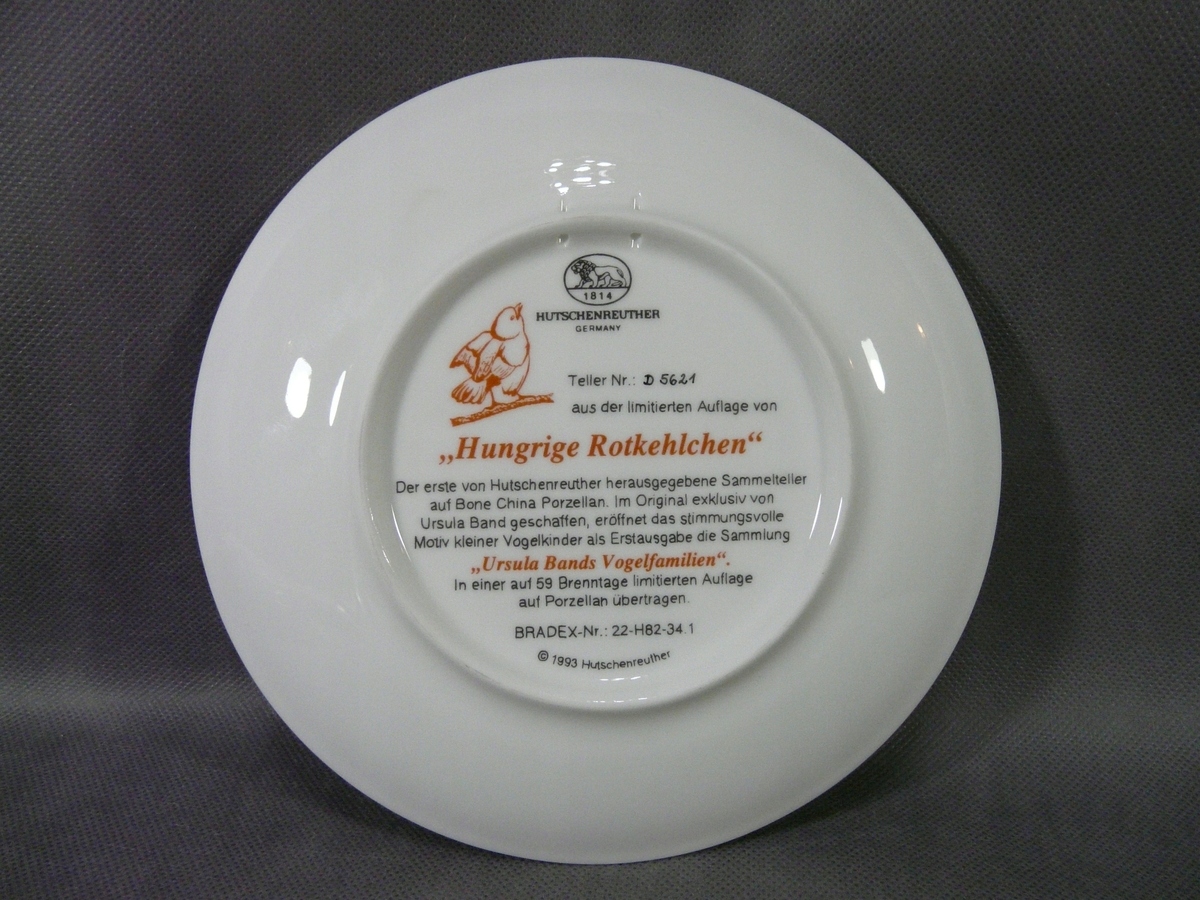 1814
HUTSCHENREUTHER
GERMANY
Teller Nr.: D 5621
aus der limitierten Auflage von
„Hungrige Rotkehlchen“
Der erste von Hutschenreuther herausgegebene Sammelteller
auf Bone China Porzellan. Im Original exklusiv von
Ursula Band geschaffen, eröffnet das stimmungsvolle
Motiv kleiner Vogelkinder als Erstausgabe die Sammlung
„Ursula Bands Vogelfamilien“.
In einer auf 59 Brenntage limitierten Auflage
auf Porzellan übertragen.
BRADEX-Nr.: 22-H82-34.1
© 1993 Hutschenreuther